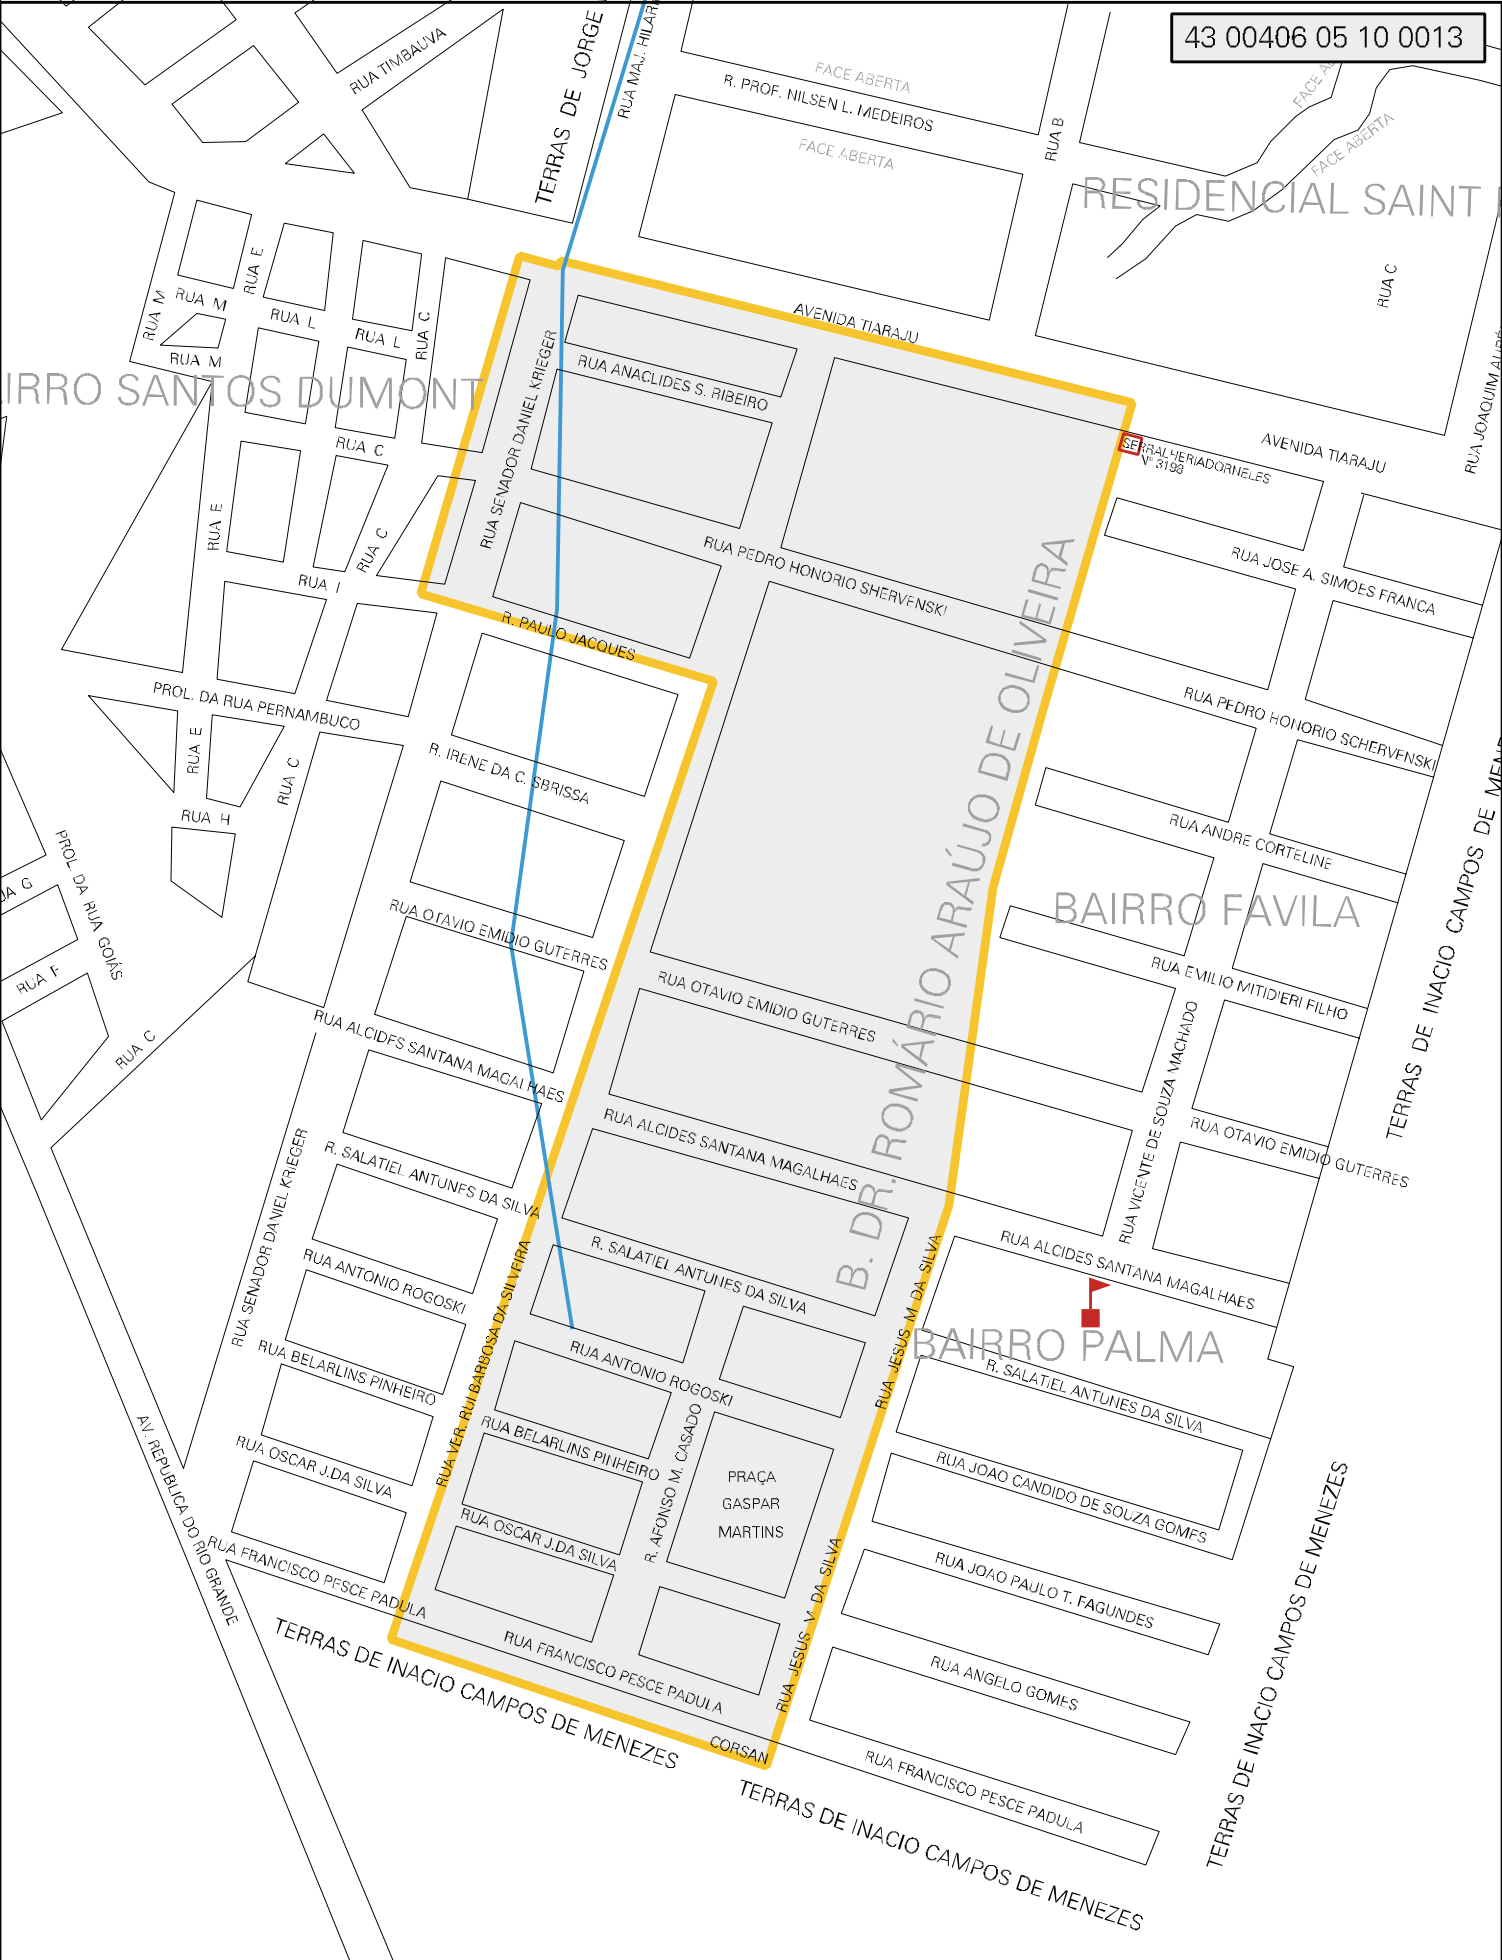 43 00406 05 10 0013
RUA TIMBAUVA
TERRAS DE JORGE
FACE ABERTA
R. PROF. NILSEN L. MEDEIROS
FACE ABERTA
RUA B
FACE ABERTA
RESIDENCIAL SAINT
RUA C
RUA E
RUA M
RUA M
RUA L
RUA L
RUA C
RUA M
AVENIDA TIARAJU
RUA SENADOR DANIEL KRIEGER
RUA ANACLIDES S. RIBEIRO
IRRO SANTOS DUMONT
RUA C
AVENIDA TIARAJU
SERRALHERIADORNELES
Nº 3198
RUA E
RUA C
RUA I
RUA PEDRO HONORIO SHERVENSKI
RUA JOSE A. SIMOES FRANCA
R. PAULO JACQUES
PROL. DA RUA PERNAMBUCO
RUA E
RUA C
RUA H
R. IRENE DA C. SBRISSA
B. DR. ROMÁRIO ARAÚJO DE OLIVEIRA
RUA PEDRO HONORIO SCHERVENSKI
RUA ANDRE CORTELINE
BAIRRO FAVILA
PROL. DA RUA GOIÁS
UA G
RUA F
RUA C
RUA OTAVIO EMIDIO GUTERRES
RUA OTAVIO EMIDIO GUTERRES
RUA EMILIO MITIDIERI FILHO
TERRAS DE INACIO CAMPOS DE MENE
RUA VICENTE DE SOUZA MACHADO
RUA OTAVIO EMIDIO GUTERRES
RUA ALCIDES SANTANA MAGALHAES
RUA ALCIDES SANTANA MAGALHAES
R. SALATIEL ANTUNES DA SILVA
RUA SENADOR DANIEL KRIEGER
R. SALATIEL ANTUNES DA SILVA
RUA ALCIDES SANTANA MAGALHAES
RUA ANTONIO ROGOSKI
RUA VER. RUI BARBOSA DA SILVEIRA
RUA JESUS M. DA SILVA
BAIRRO PALMA
R. SALATIEL ANTUNES DA SILVA
RUA BELARLINS PINHEIRO
RUA ANTONIO ROGOSKI
RUA BELARLINS PINHEIRO
R. AFONSO M. CASADO
PRAÇA
GASPAR
MARTINS
RUA JOAO CANDIDO DE SOUZA GOMES
AV. REPUBLICA DO RIO GRANDE
RUA OSCAR J.DA SILVA
RUA OSCAR J.DA SILVA
RUA FRANCISCO PESCE PADULA
RUA JOAO PAULO T. FAGUNDES
RUA JESUS M. DA SILVA
TERRAS DE INACIO CAMPOS DE MENEZES
RUA FRANCISCO PESCE PADULA
RUA ANGELO GOMES
TERRAS DE INACIO CAMPOS DE MENEZES
CORSAN
RUA FRANCISCO PESCE PADULA
TERRAS DE INACIO CAMPOS DE MENEZES